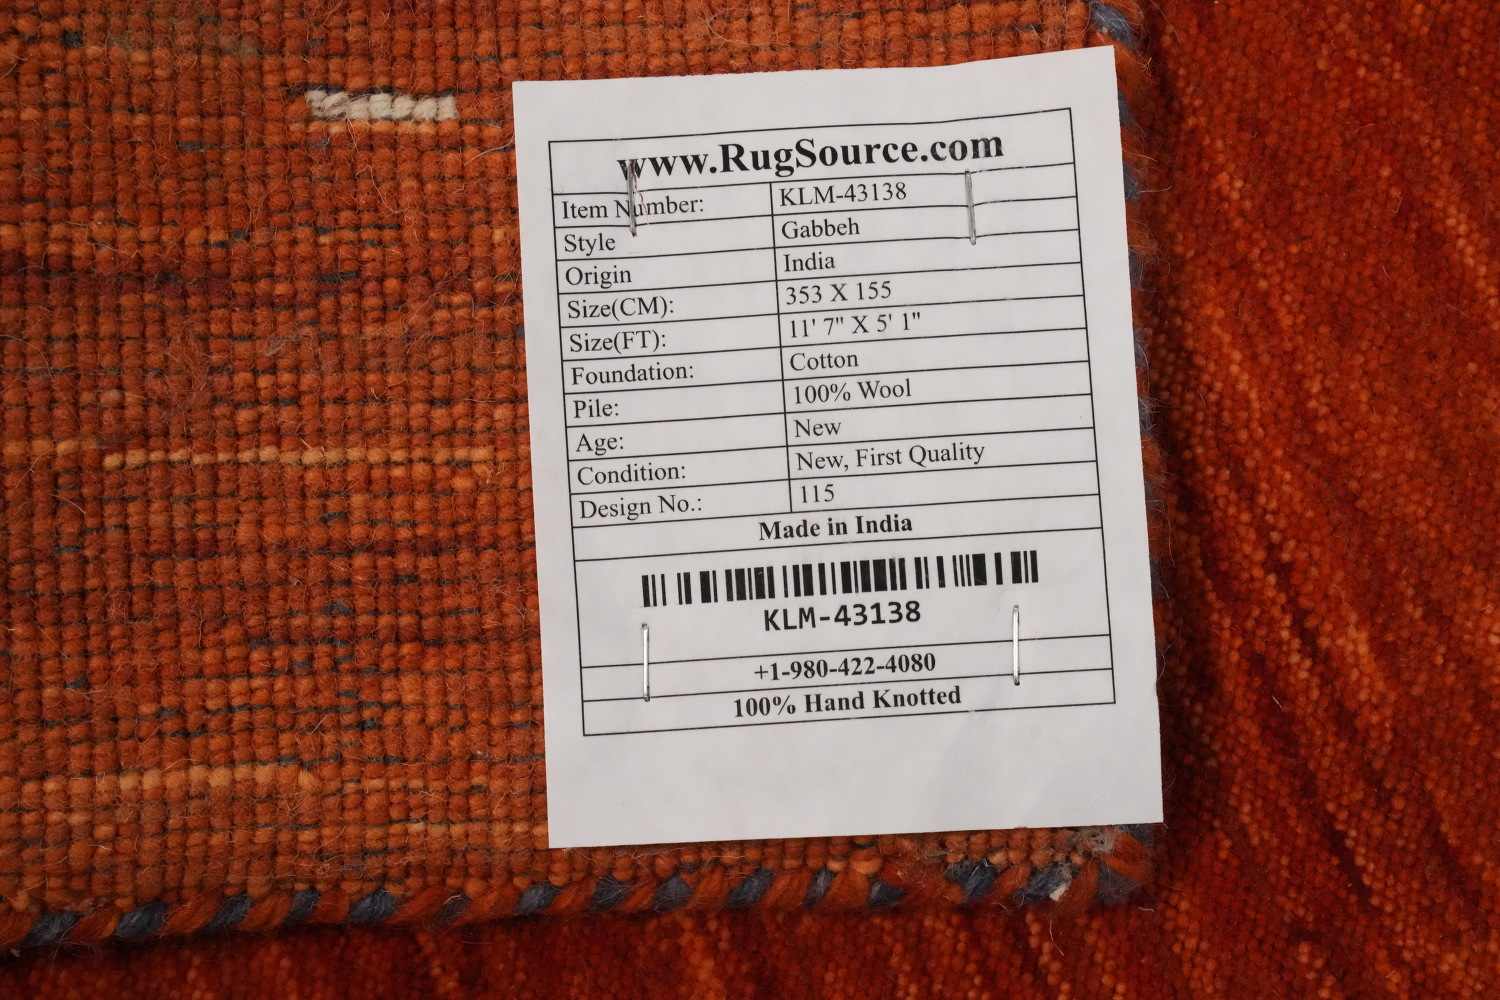 www.RugSource.com
Item Number: KLM-43138
Style Gabbeh
Origin India
Size(CM): 353 X 155
Size(FT): 11' 7" X 5' 1"
Foundation: Cotton
Pile: 100% Wool
Age: New
Condition: New, First Quality
Design No.: 115
Made in India
KLM-43138
+1-980-422-4080
100% Hand Knotted